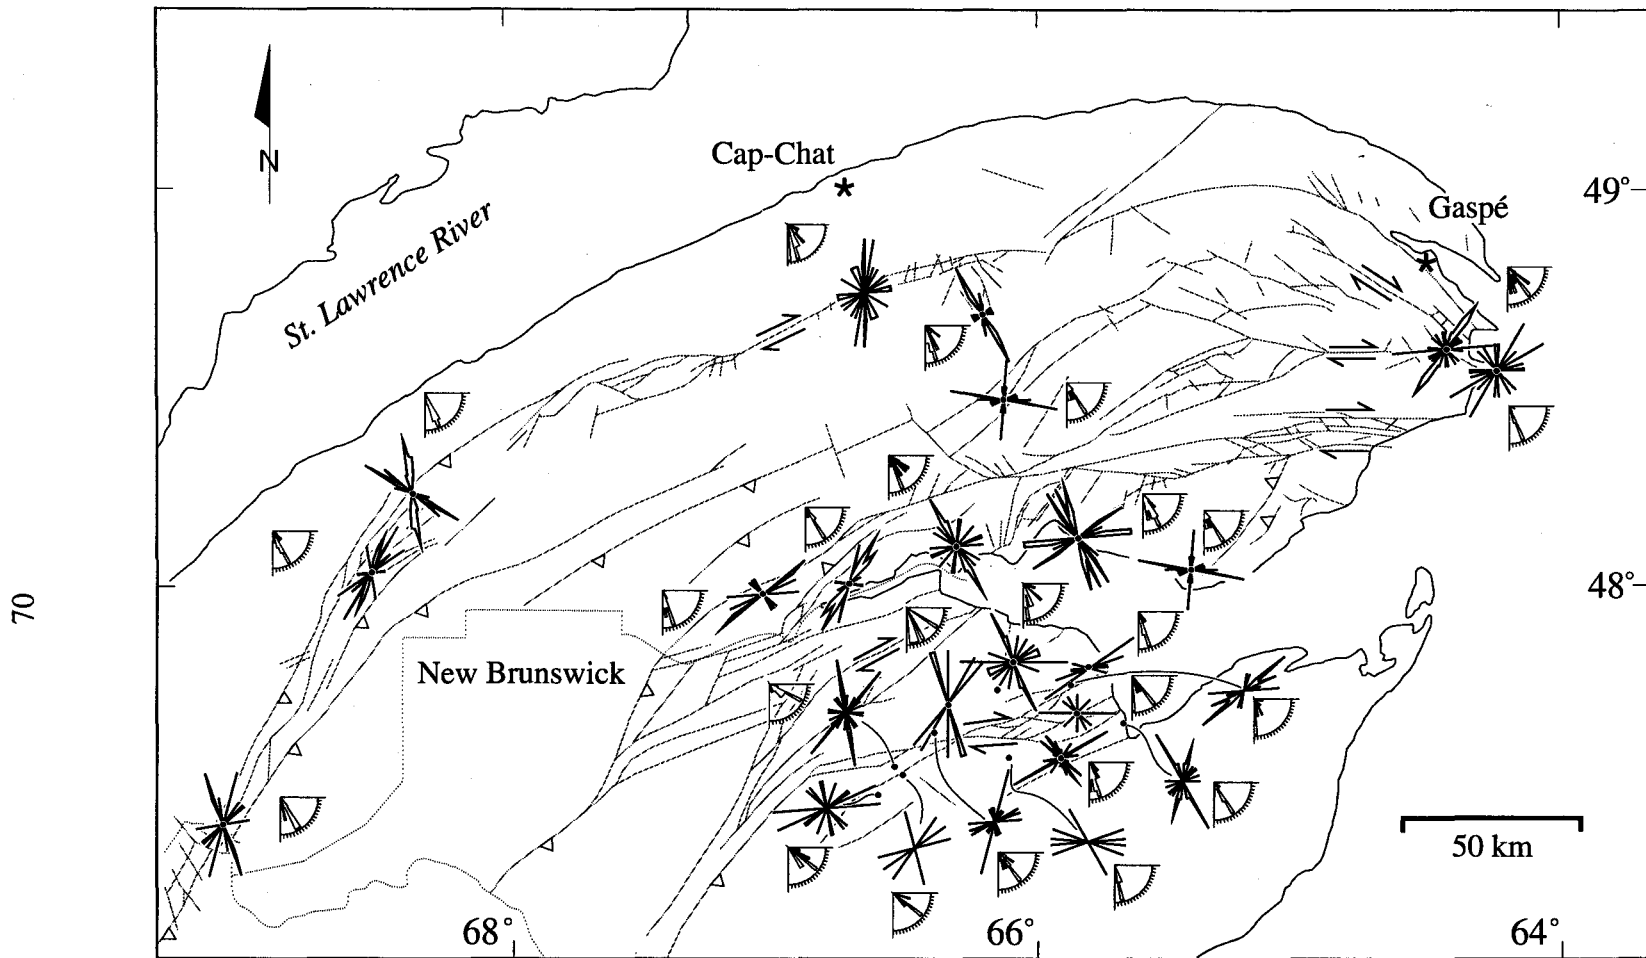 Cap-Chat
N
49°
Gaspé
St. Lawrence River
48°
70
New Brunswick
50 km
68°
66°
64°